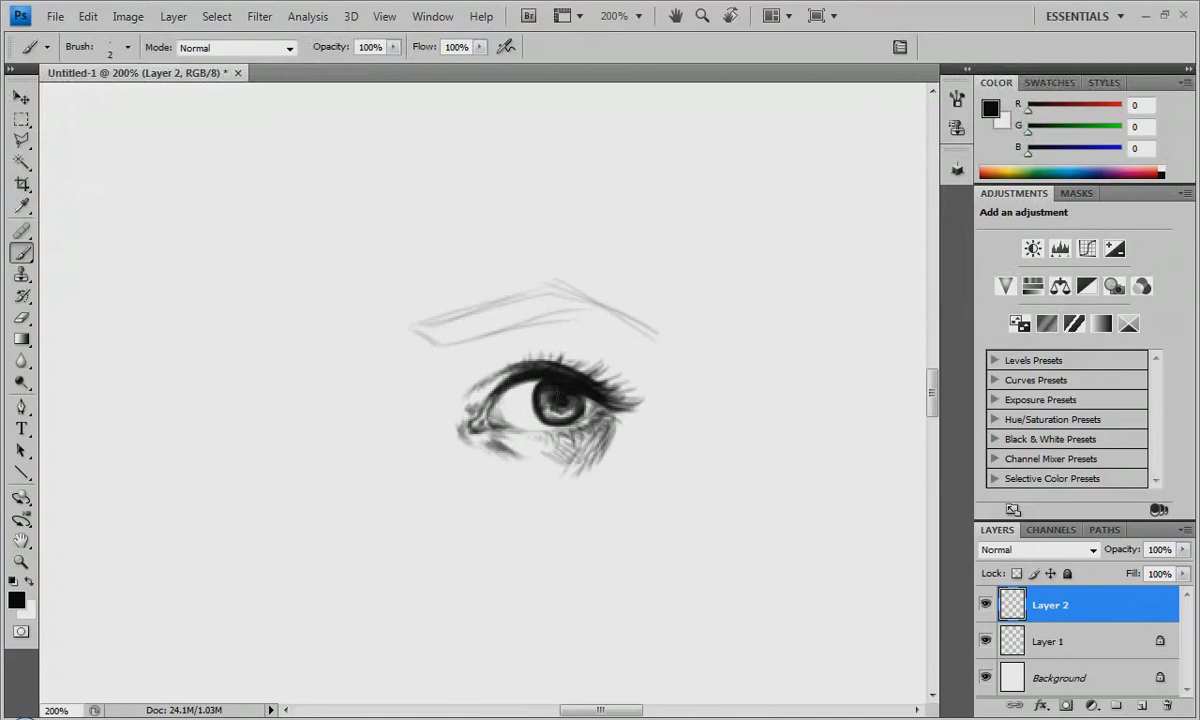 Ps File Edit Image Layer Select Filter Analysis 3D View Window Help Br 200% ESSENTIALS
Brush: 2 Mode: Normal Opacity: 100% Flow: 100%
Untitled-1 @ 200% (Layer 2, RGB/8) *
COLOR SWATCHES STYLES
R 0
G 0
B 0
ADJUSTMENTS MASKS
Add an adjustment
Levels Presets
Curves Presets
Exposure Presets
Hue/Saturation Presets
Black & White Presets
Channel Mixer Presets
Selective Color Presets
LAYERS CHANNELS PATHS
Normal Opacity: 100%
Lock: Fill: 100%
Layer 2
Layer 1
Background
T
200% Doc: 24.1M/1.03M